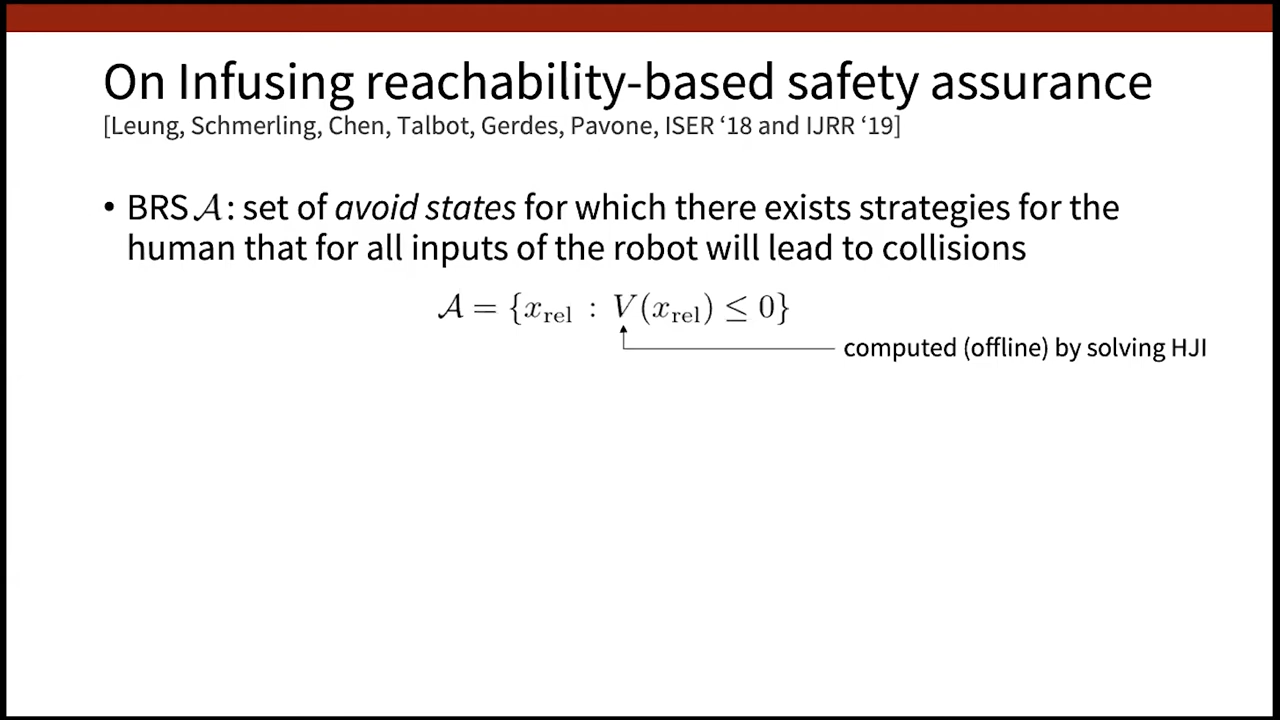 On Infusing reachability-based safety assurance
[Leung, Schmerling, Chen, Talbot, Gerdes, Pavone, ISER ‘18 and IJRR ‘19]
• BRS 𝒜: set of avoid states for which there exists strategies for the
human that for all inputs of the robot will lead to collisions
𝒜 = {x_rel : V(x_rel) ≤ 0}
computed (offline) by solving HJI